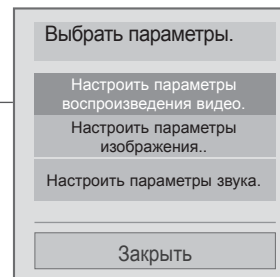 Выбрать параметры.
Настроить параметры
воспроизведения видео.
Настроить параметры
изображения..
Настроить параметры звука.
Закрыть